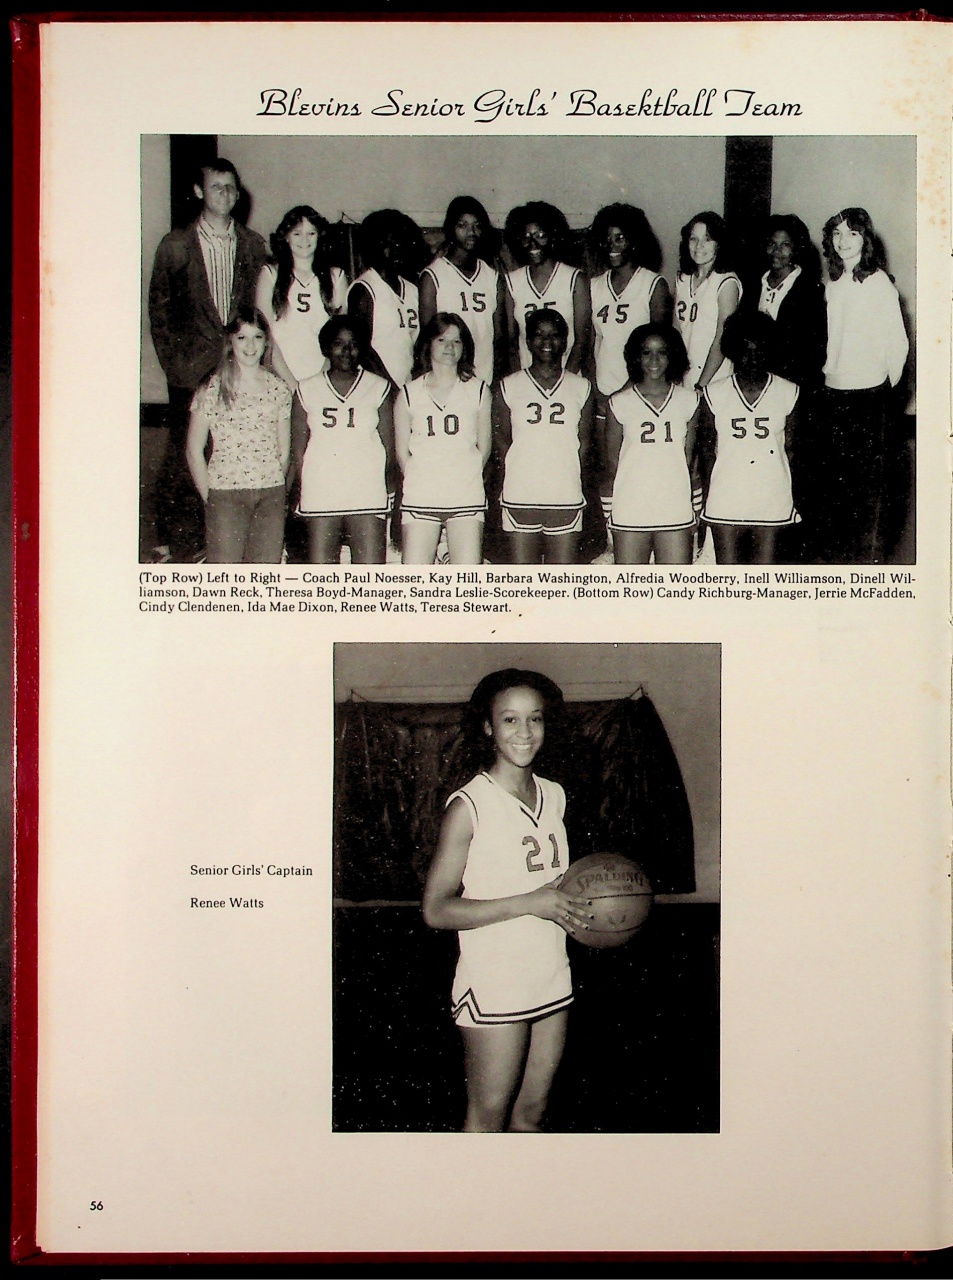 Blevins Senior Girls' Basektball Team
5
12
15
25
45
20
51
10
32
21
55
(Top Row) Left to Right — Coach Paul Noesser, Kay Hill, Barbara Washington, Alfredia Woodberry, Inell Williamson, Dinell Wil-
liamson, Dawn Reck, Theresa Boyd-Manager, Sandra Leslie-Scorekeeper. (Bottom Row) Candy Richburg-Manager, Jerrie McFadden,
Cindy Clendenen, Ida Mae Dixon, Renee Watts, Teresa Stewart.
21
SPALDING
Senior Girls' Captain
Renee Watts
56